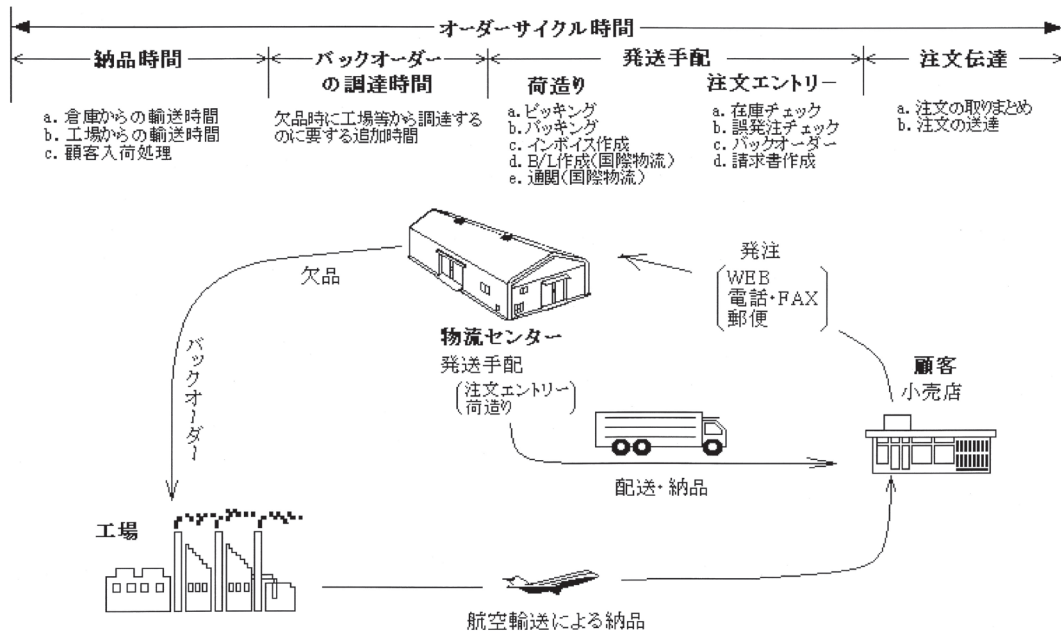 オーダーサイクル時間
納品時間
a. 倉庫からの輸送時間
b. 工場からの輸送時間
c. 顧客入荷処理
バックオーダー
の調達時間
欠品時に工場等から調達する
のに要する追加時間
発送手配
荷造り
a. ピッキング
b. パッキング
c. インボイス作成
d. B/L作成(国際物流)
e. 通関(国際物流)
注文エントリー
a. 在庫チェック
b. 誤発注チェック
c. バックオーダー
d. 請求書作成
注文伝達
a. 注文の取りまとめ
b. 注文の送達
欠品
発注
WEB
電話・FAX
郵便
物流センター
発送手配
(注文エントリー
荷造り)
バックオーダー
顧客
小売店
配送・納品
工場
航空輸送による納品